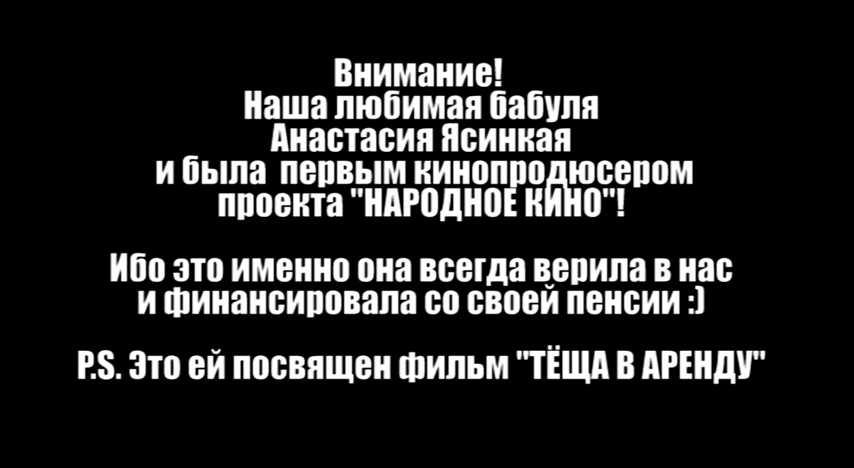 Внимание!
Наша любимая бабуля
Анастасия Ясинкая
и была первым кинопродюсером
проекта "НАРОДНОЕ КИНО"!
Ибо это именно она всегда верила в нас
и финансировала со своей пенсии :)
P.S. Это ей посвящен фильм "ТЁЩА В АРЕНДУ"